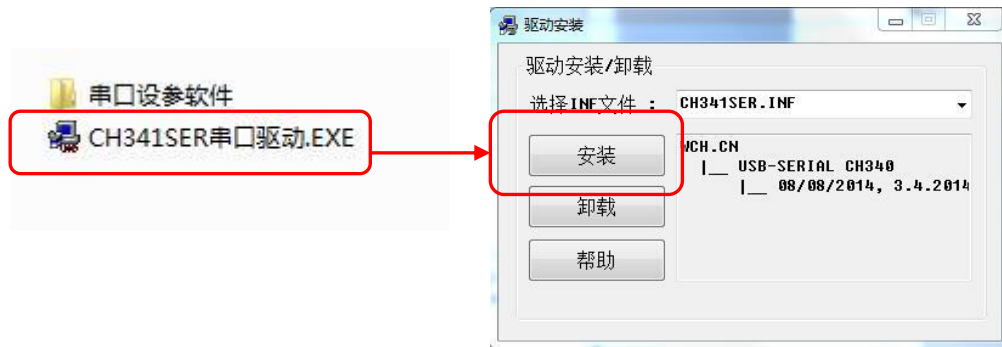 串口设参软件
CH341SER串口驱动.EXE
驱动安装
驱动安装/卸载
选择INF文件 : CH341SER.INF
安装
卸载
帮助
WCH.CN
|__ USB-SERIAL CH340
|__ 08/08/2014, 3.4.2014